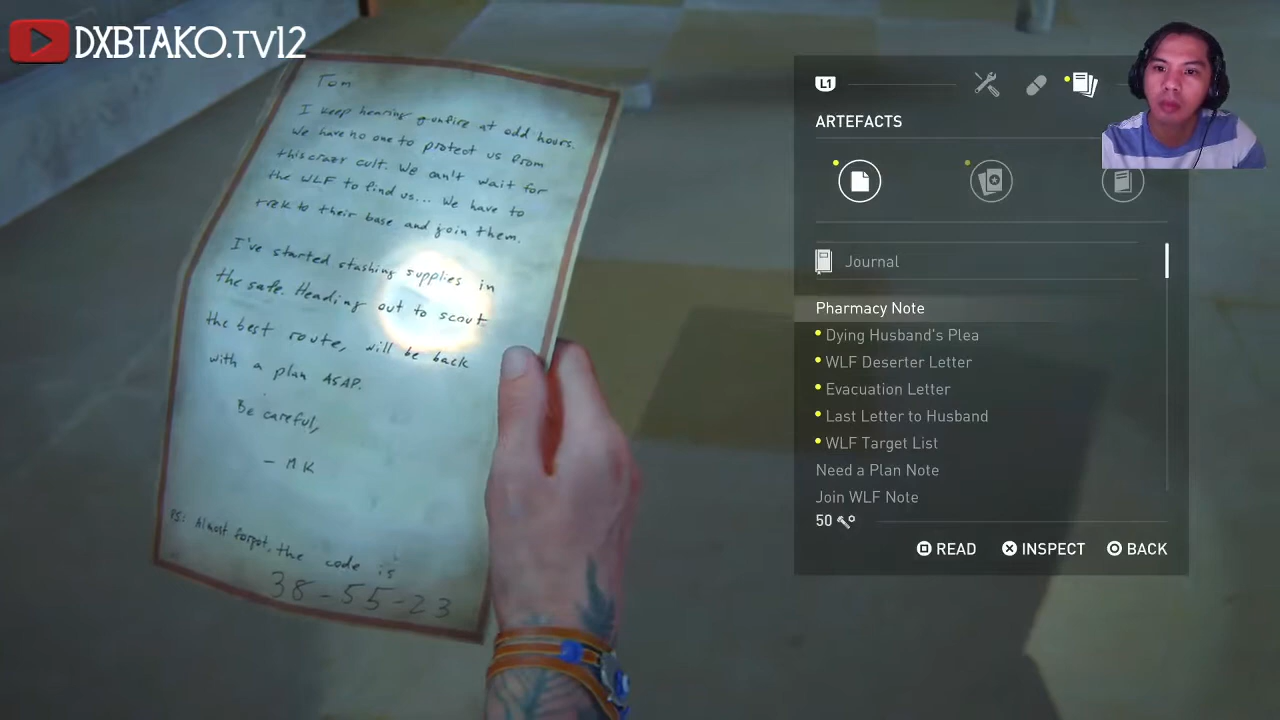 DXBTAKO.TV12
Tom
I keep hearing gunfire at odd hours.
We have no one to protect us from
this crazy cult. We can't wait for
the WLF to find us... We have to
trek to their base and join them.
I've started stashing supplies in
the safe. Heading out to scout
the best route, will be back
with a plan ASAP.
Be careful,
- MK
PS: Almost forgot, the code is
38-55-23
L1
ARTEFACTS
Journal
Pharmacy Note
Dying Husband's Plea
WLF Deserter Letter
Evacuation Letter
Last Letter to Husband
WLF Target List
Need a Plan Note
Join WLF Note
50
READ INSPECT BACK